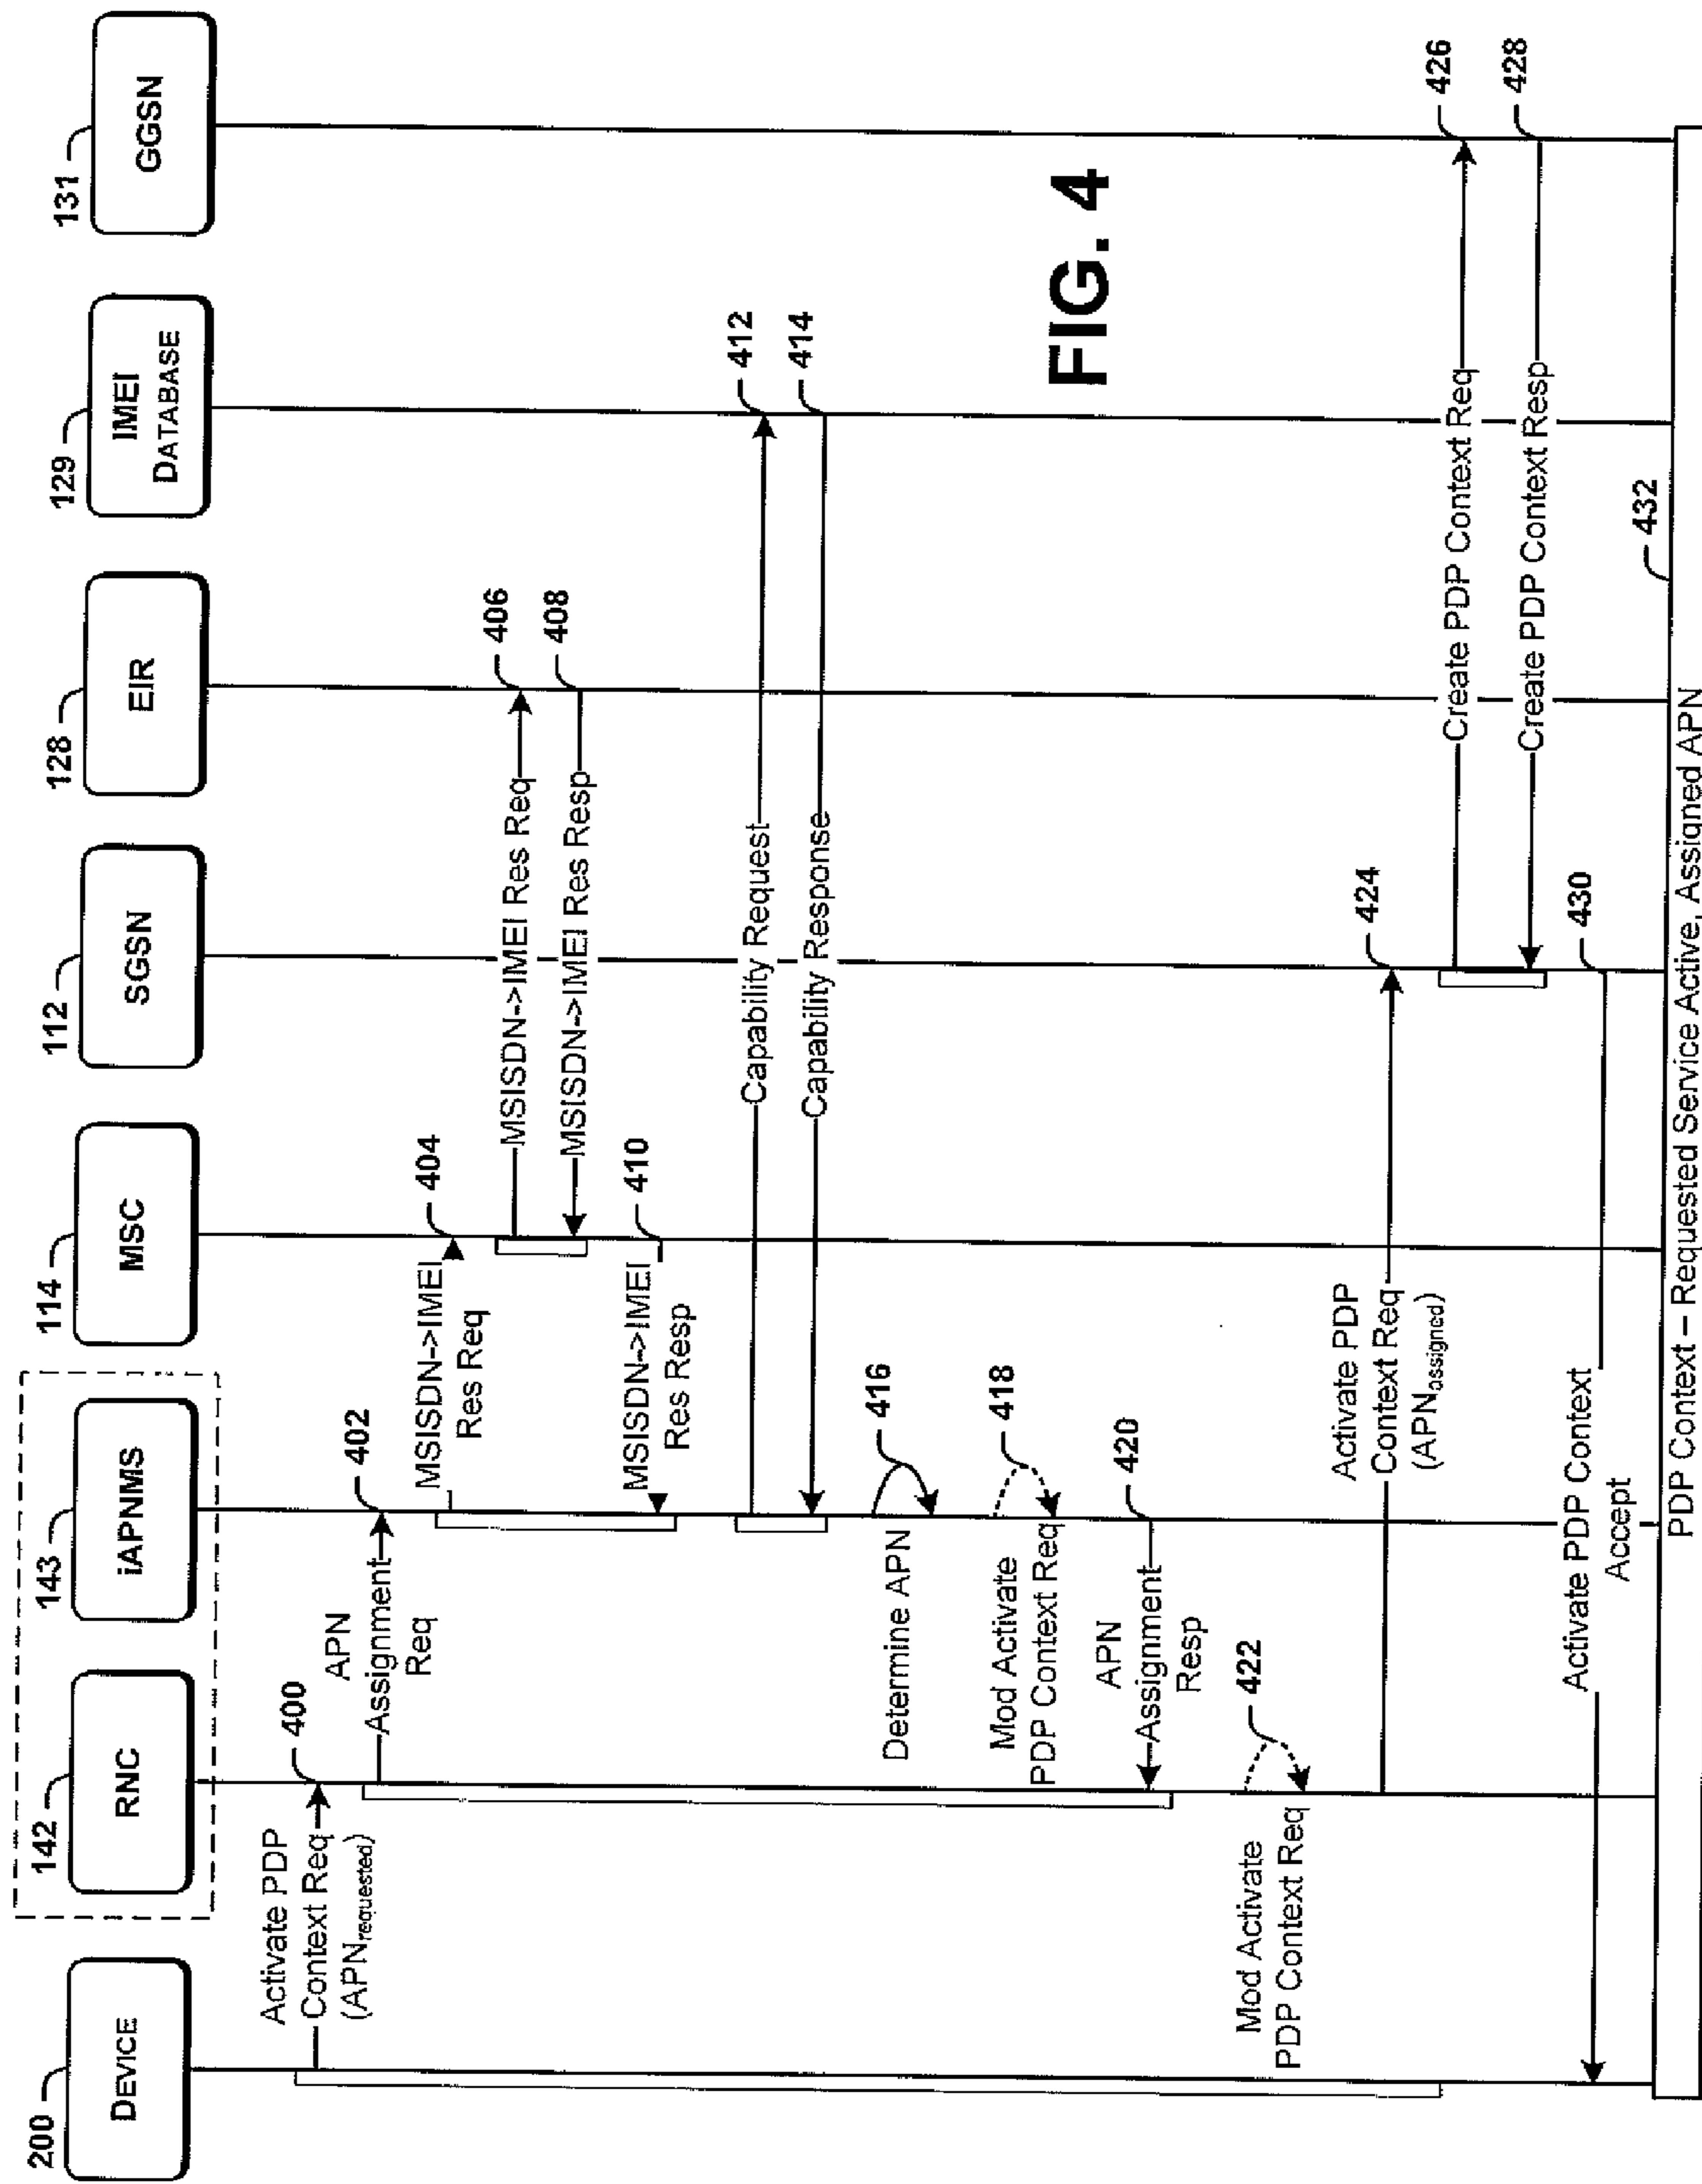 200
DEVICE
142
RNC
143
iAPNMS
114
MSC
112
SGSN
128
EIR
129
IMEI
DATABASE
131
GGSN
Activate PDP
Context Req
(APNrequested)
400
APN
Assignment
Req
402
MSISDN->IMEI
Res Req
404
MSISDN->IMEI Res Req
406
MSISDN->IMEI Res Resp
408
MSISDN->IMEI
Res Resp
410
Capability Request
412
Capability Response
414
Determine APN
416
Mod Activate
PDP Context Req
418
APN
Assignment
Resp
420
Mod Activate
PDP Context Req
422
Activate PDP
Context Req
(APNassigned)
424
Create PDP Context Req
426
Create PDP Context Resp
428
Activate PDP Context
Accept
430
PDP Context – Requested Service Active, Assigned APN
432
FIG. 4